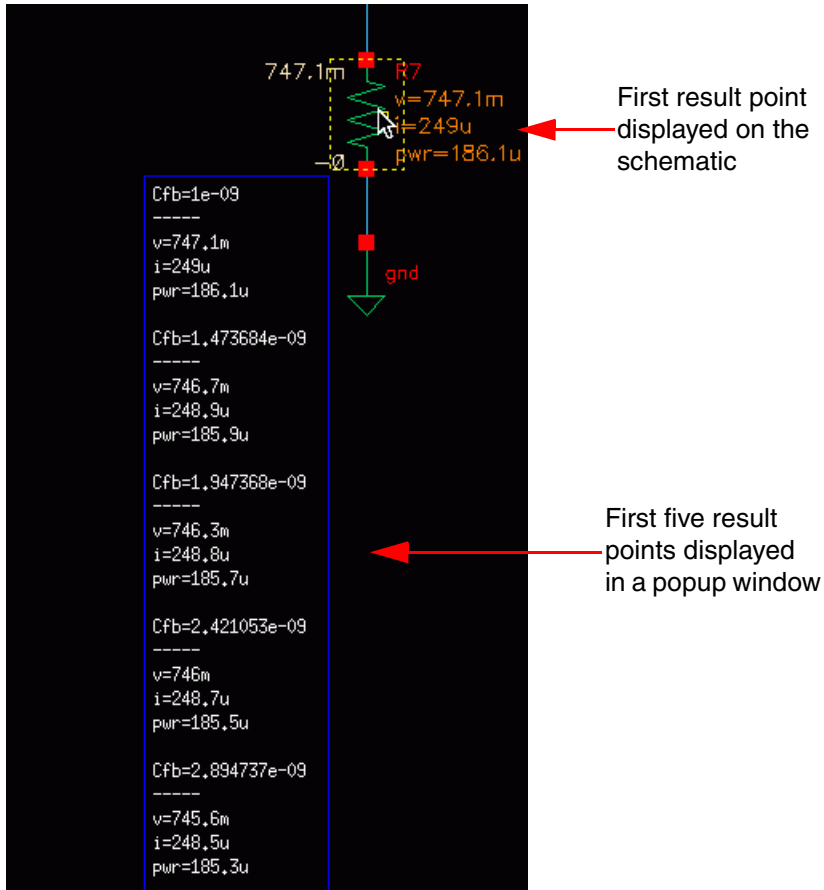 747.1m
R7
v=747.1m
i=249u
pwr=186.1u
-0
gnd
First result point
displayed on the
schematic
Cfb=1e-09
-----
v=747.1m
i=249u
pwr=186.1u
Cfb=1.473684e-09
-----
v=746.7m
i=248.9u
pwr=185.9u
Cfb=1.947368e-09
-----
v=746.3m
i=248.8u
pwr=185.7u
Cfb=2.421053e-09
-----
v=746m
i=248.7u
pwr=185.5u
Cfb=2.894737e-09
-----
v=745.6m
i=248.5u
pwr=185.3u
First five result
points displayed
in a popup window